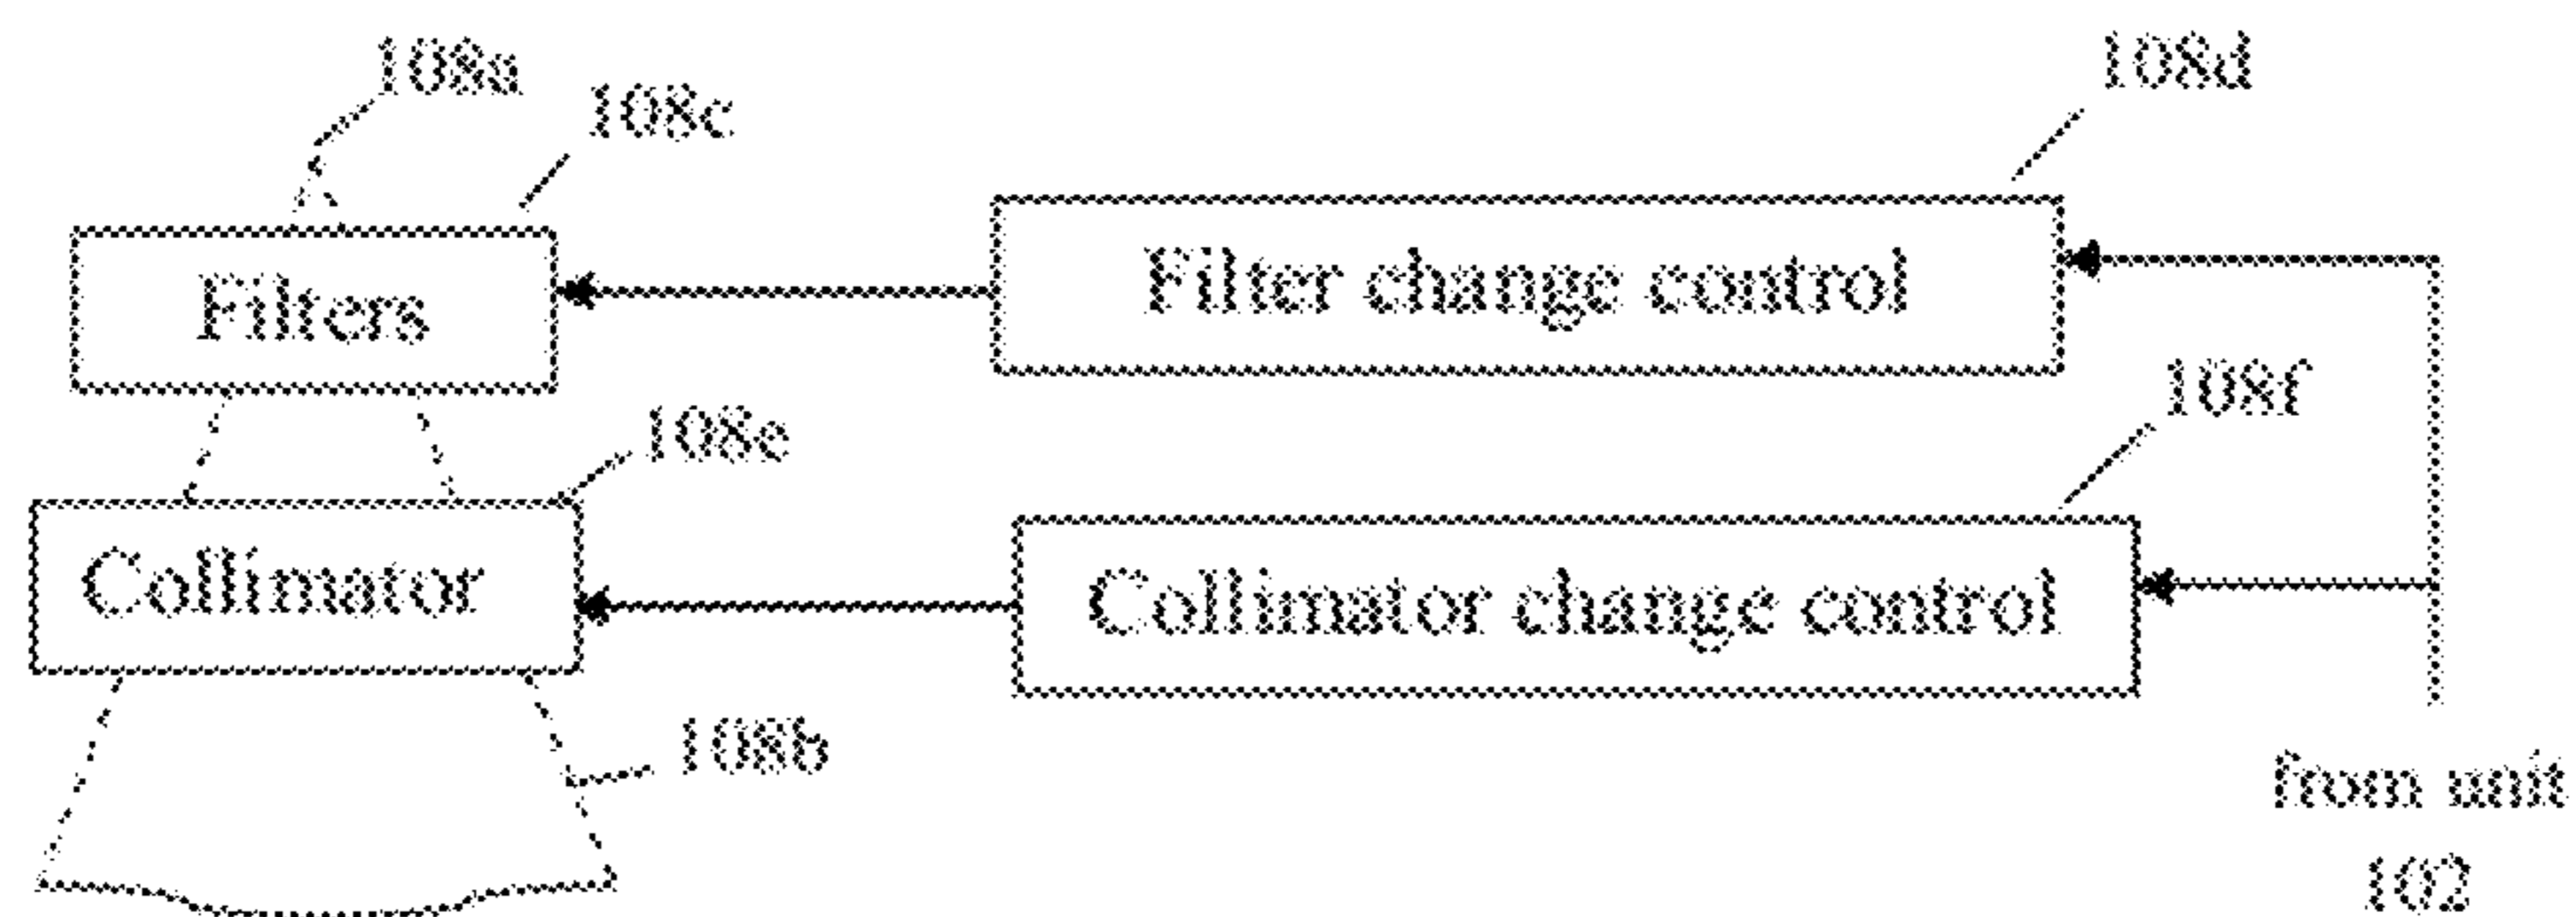 108a
108c
108d
Filters
Filter change control
108e
108f
Collimator
Collimator change control
108b
from unit
102